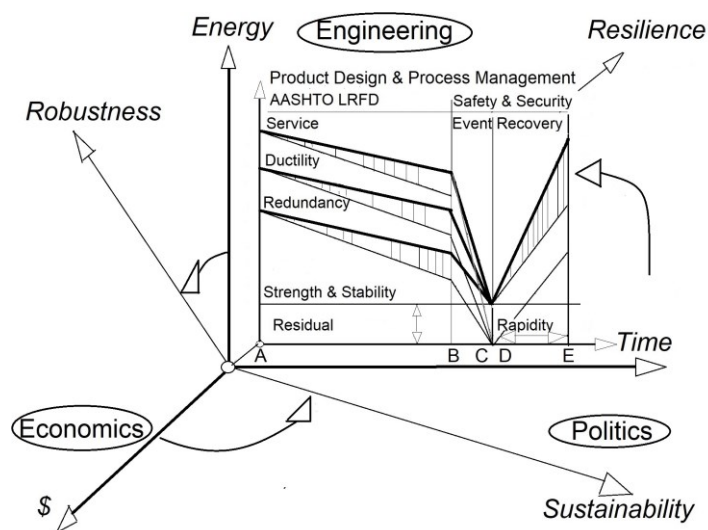 Energy
Engineering
Resilience
Product Design & Process Management
AASHTO LRFD
Safety & Security
Robustness
Service
Event
Recovery
Ductility
Redundancy
Strength & Stability
Residual
Rapidity
Time
A
B
C
D
E
Economics
Politics
$
Sustainability